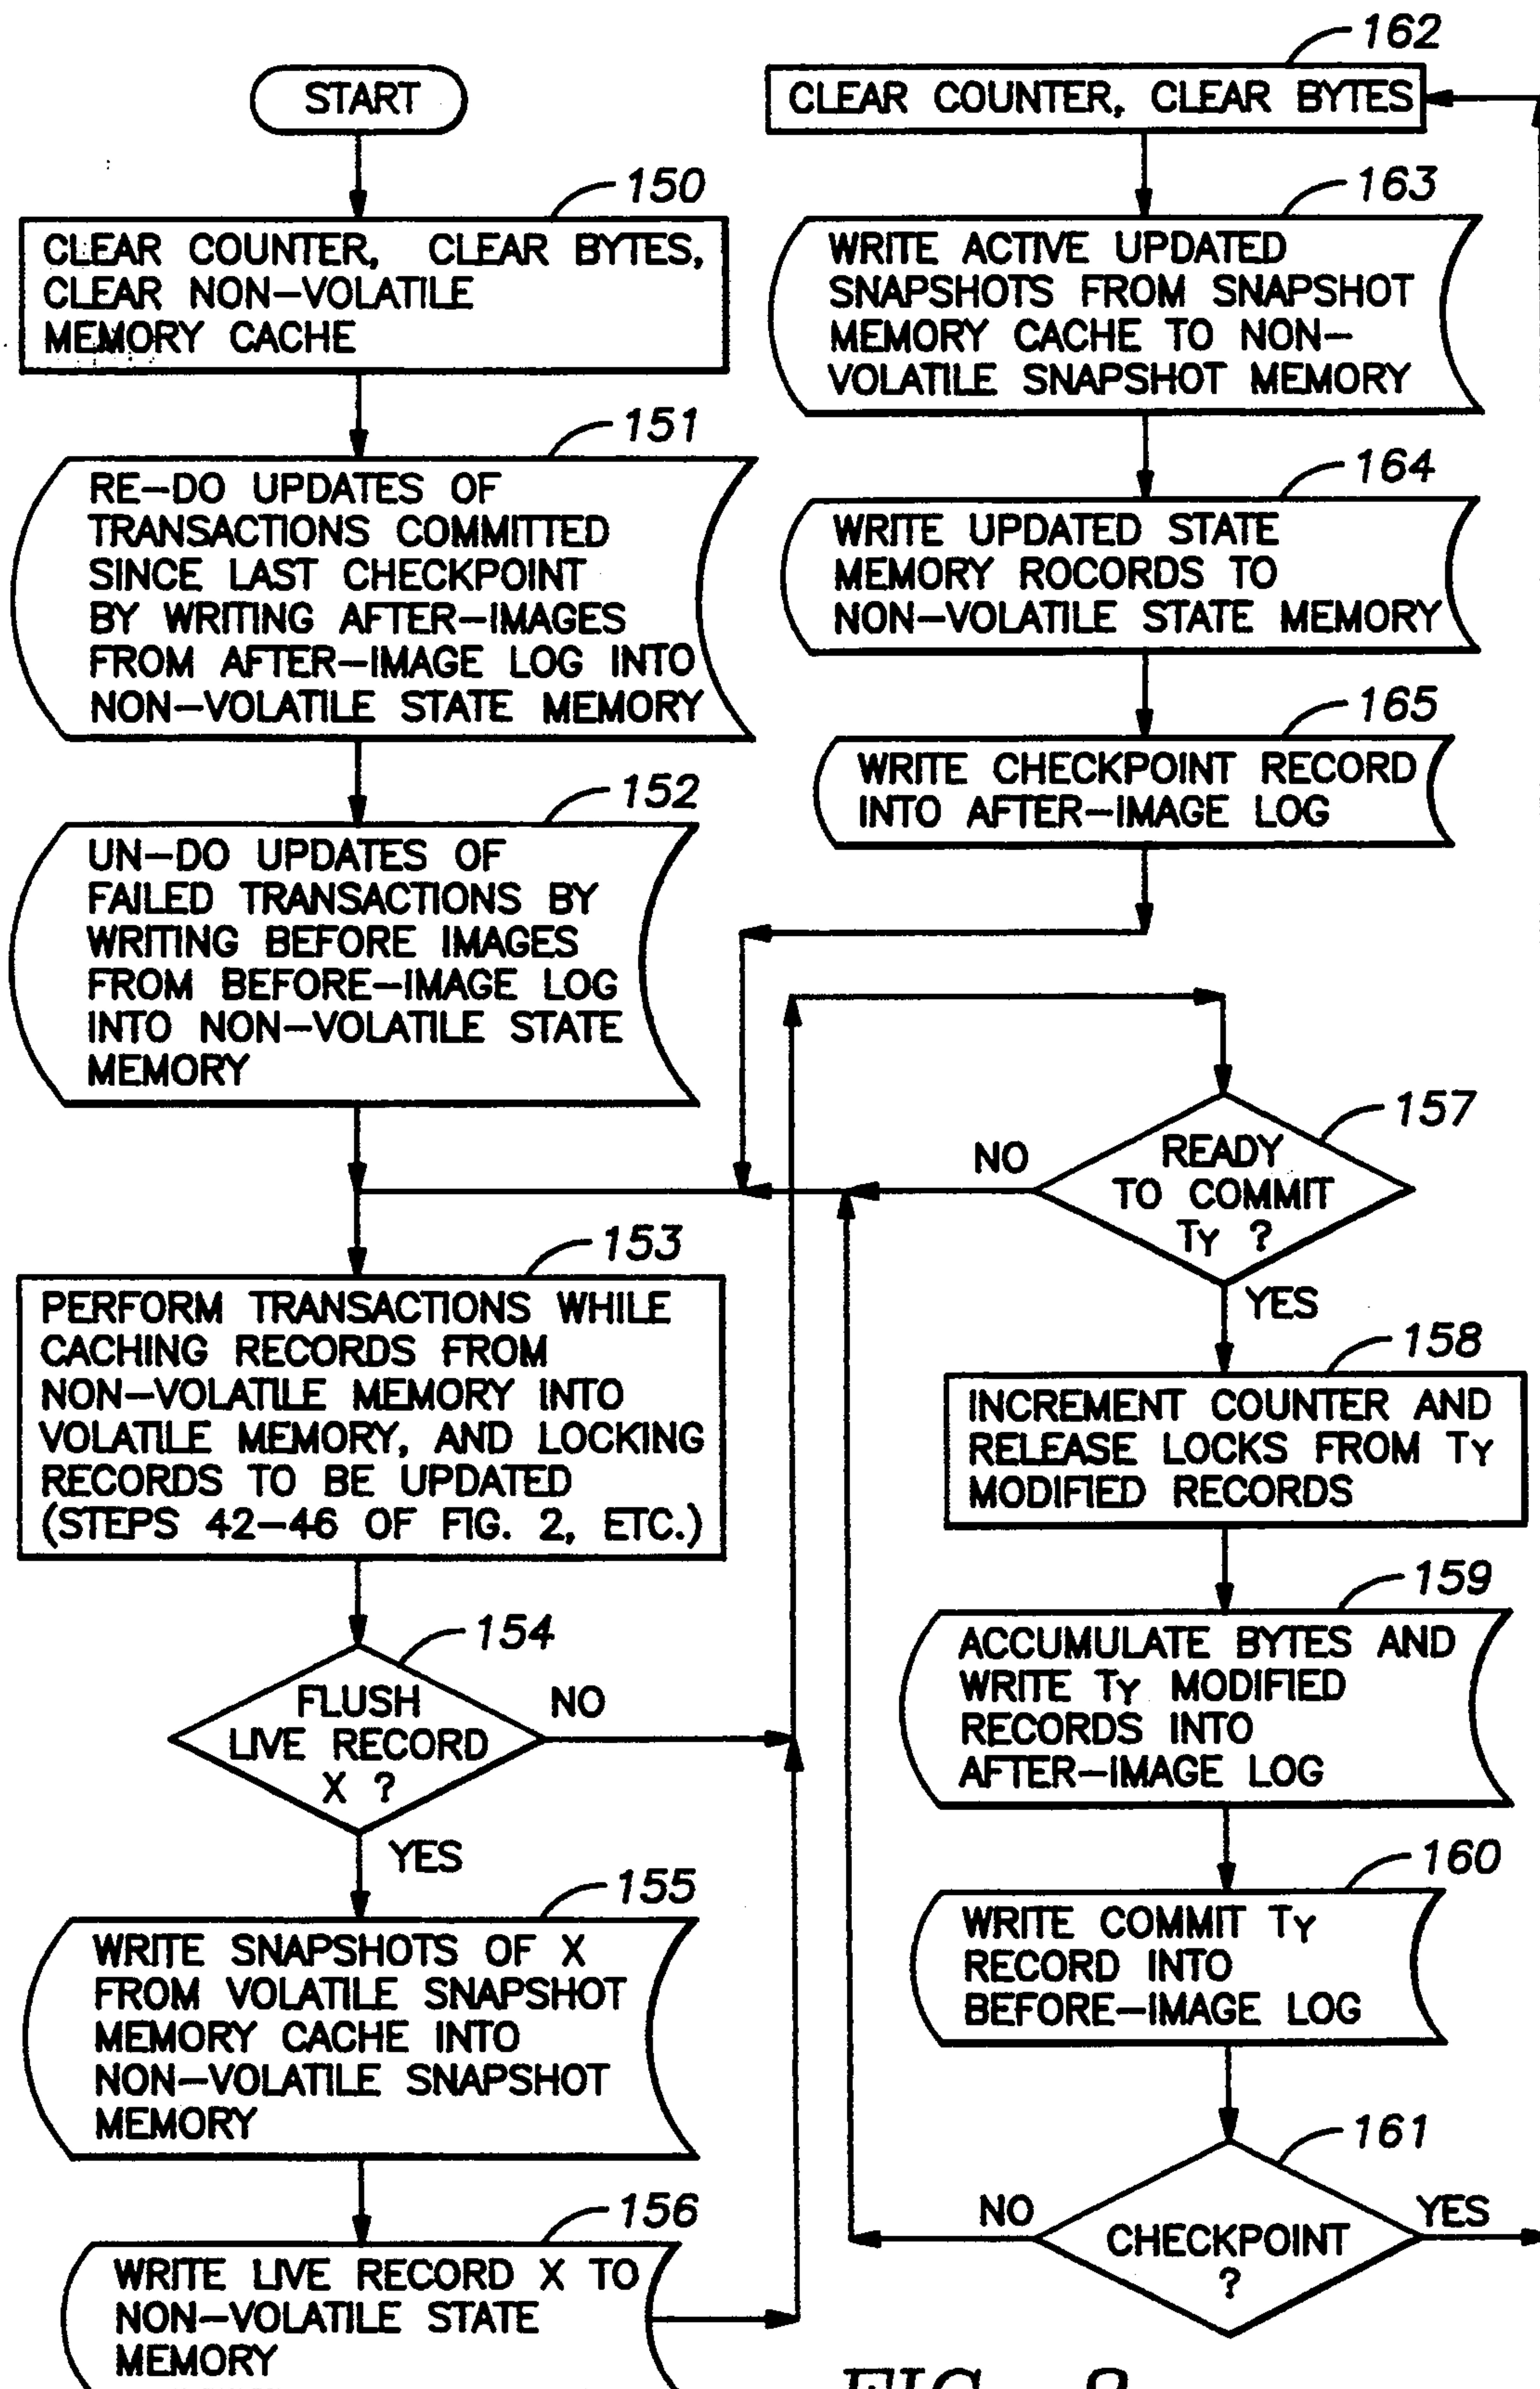 START
150
CLEAR COUNTER, CLEAR BYTES,
CLEAR NON-VOLATILE
MEMORY CACHE
151
RE-DO UPDATES OF
TRANSACTIONS COMMITTED
SINCE LAST CHECKPOINT
BY WRITING AFTER-IMAGES
FROM AFTER-IMAGE LOG INTO
NON-VOLATILE STATE MEMORY
152
UN-DO UPDATES OF
FAILED TRANSACTIONS BY
WRITING BEFORE IMAGES
FROM BEFORE-IMAGE LOG
INTO NON-VOLATILE STATE
MEMORY
153
PERFORM TRANSACTIONS WHILE
CACHING RECORDS FROM
NON-VOLATILE MEMORY INTO
VOLATILE MEMORY, AND LOCKING
RECORDS TO BE UPDATED
(STEPS 42-46 OF FIG. 2, ETC.)
154
FLUSH
LIVE RECORD
X ?
NO
YES
155
WRITE SNAPSHOTS OF X
FROM VOLATILE SNAPSHOT
MEMORY CACHE INTO
NON-VOLATILE SNAPSHOT
MEMORY
156
WRITE LIVE RECORD X TO
NON-VOLATILE STATE
MEMORY
162
CLEAR COUNTER, CLEAR BYTES
163
WRITE ACTIVE UPDATED
SNAPSHOTS FROM SNAPSHOT
MEMORY CACHE TO NON-
VOLATILE SNAPSHOT MEMORY
164
WRITE UPDATED STATE
MEMORY ROCORDS TO
NON-VOLATILE STATE MEMORY
165
WRITE CHECKPOINT RECORD
INTO AFTER-IMAGE LOG
157
READY
TO COMMIT
TY ?
NO
YES
158
INCREMENT COUNTER AND
RELEASE LOCKS FROM TY
MODIFIED RECORDS
159
ACCUMULATE BYTES AND
WRITE TY MODIFIED
RECORDS INTO
AFTER-IMAGE LOG
160
WRITE COMMIT TY
RECORD INTO
BEFORE-IMAGE LOG
161
CHECKPOINT
?
NO
YES